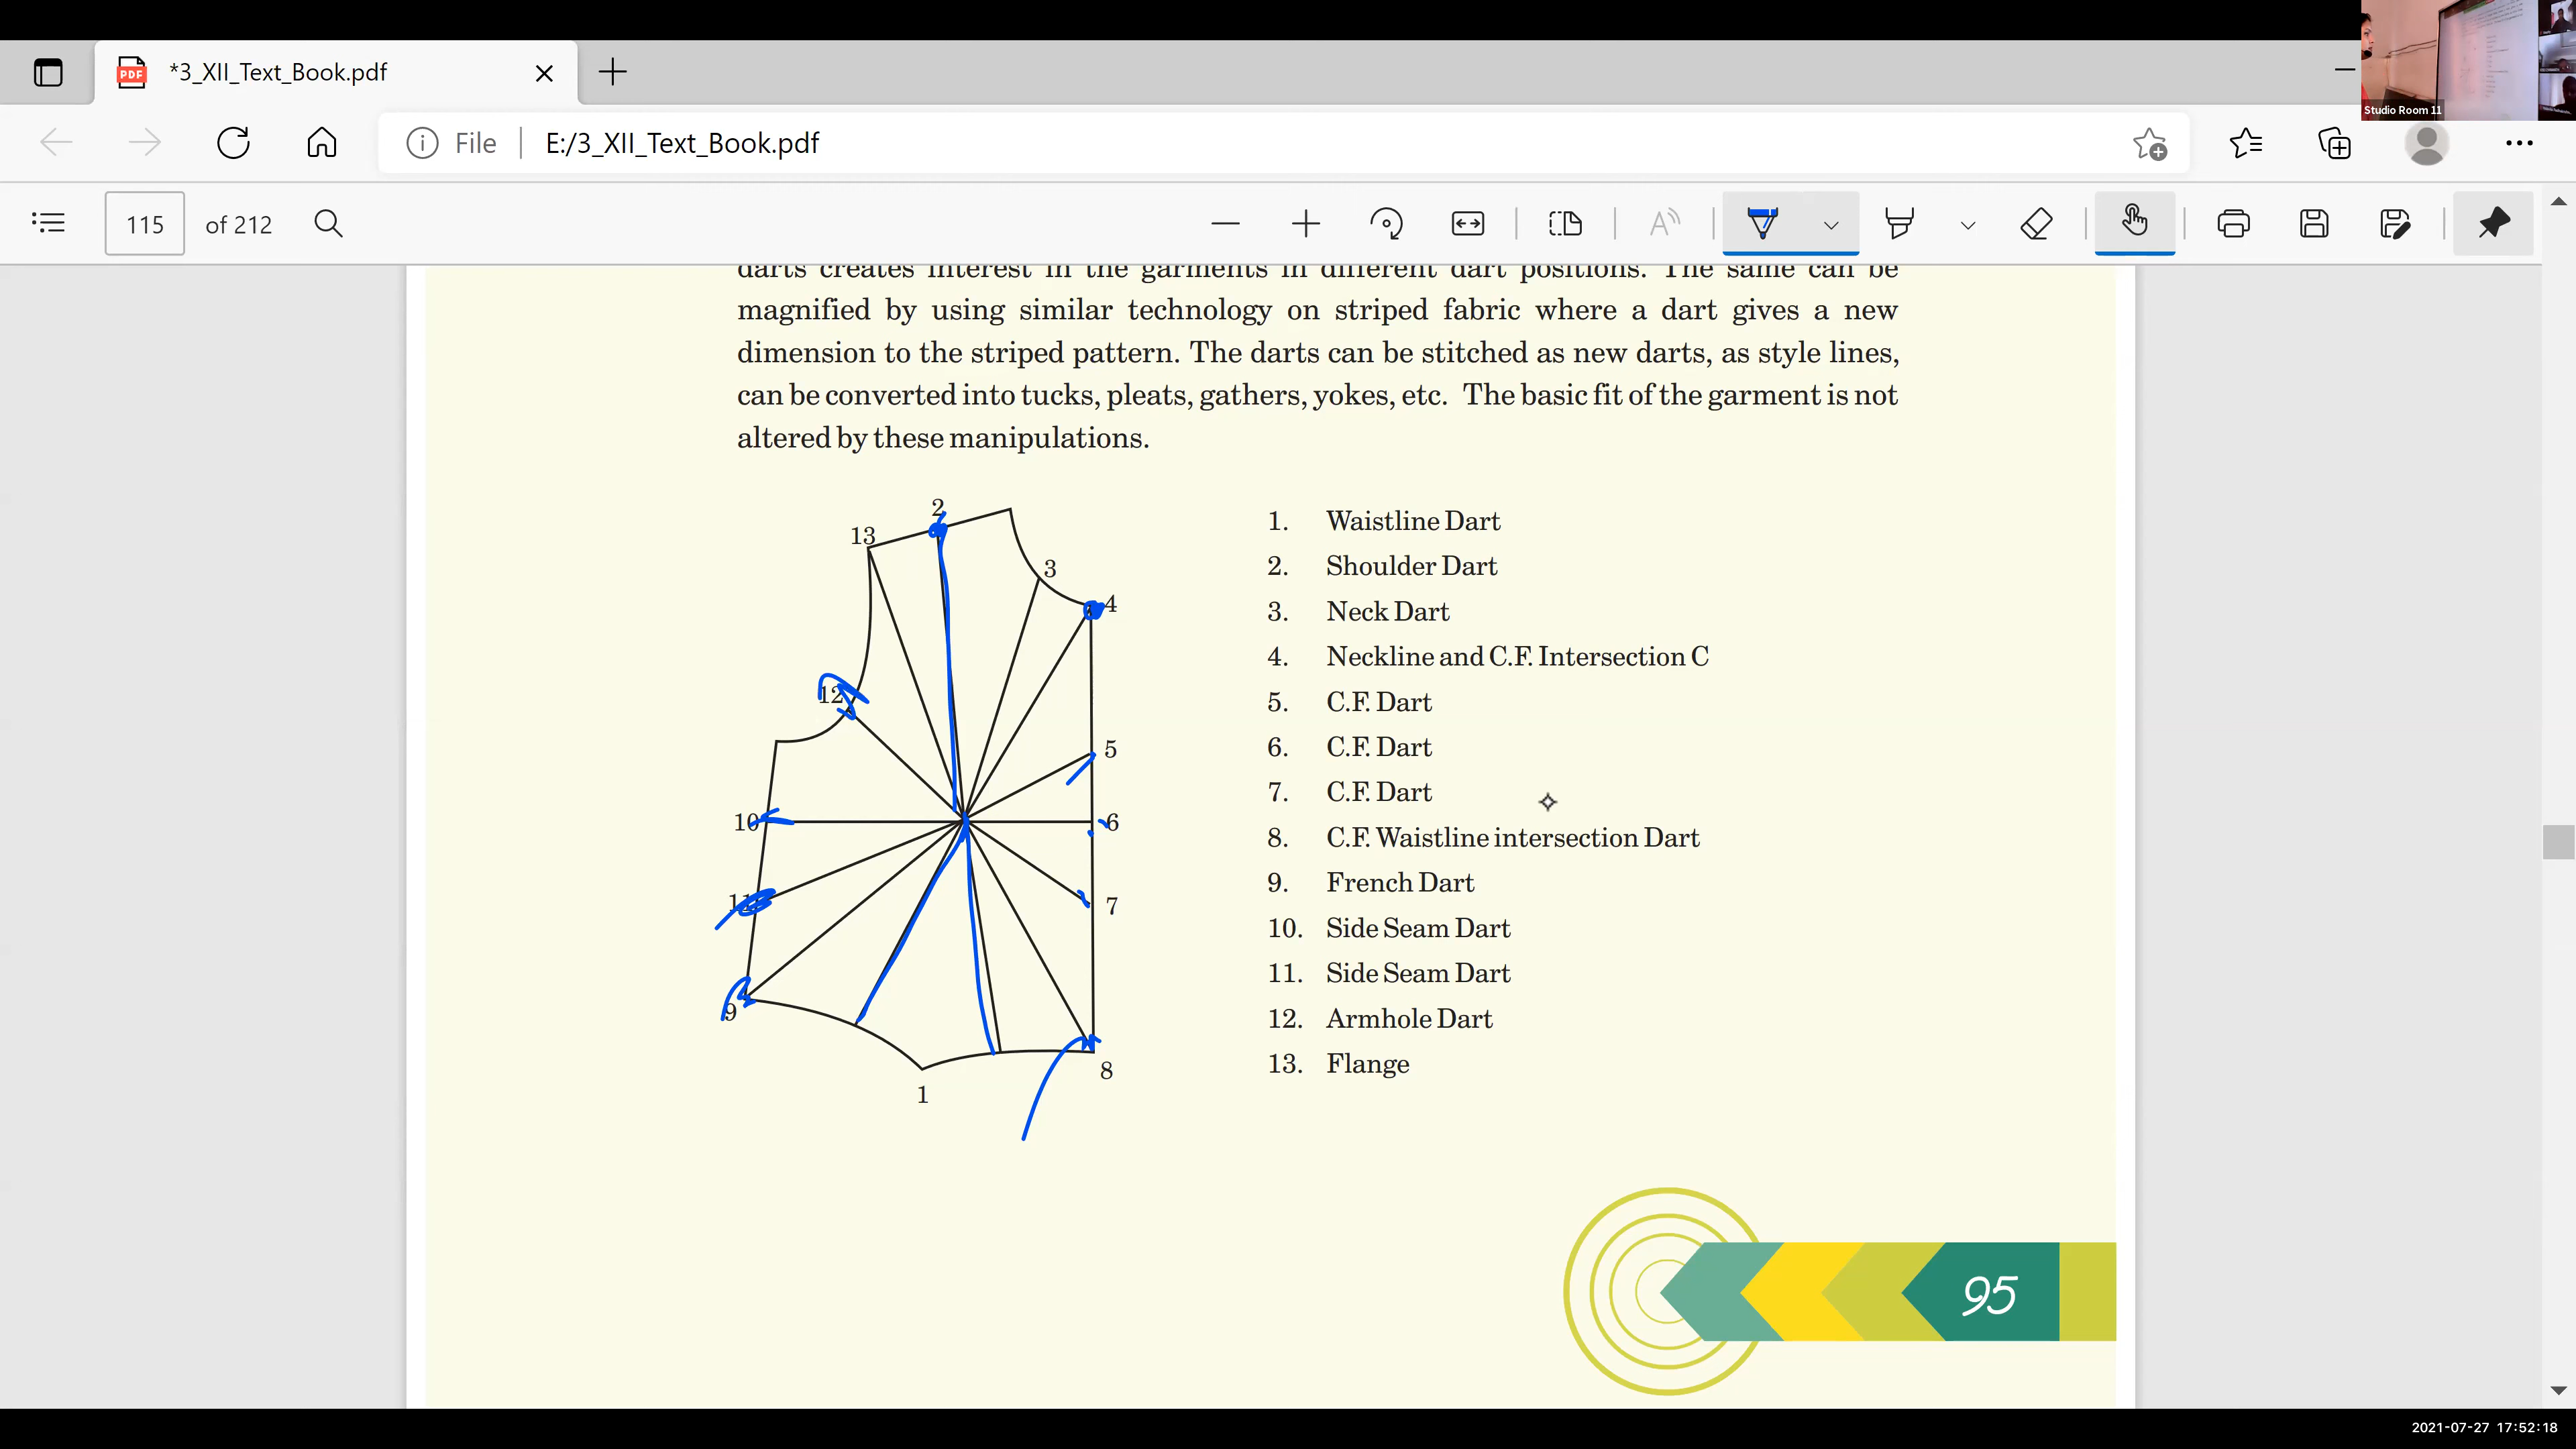 Studio Room 11
*3_XII_Text_Book.pdf
File
E:/3_XII_Text_Book.pdf
115
of 212
darts creates interest in the garments in different dart positions. The same can be
magnified by using similar technology on striped fabric where a dart gives a new
dimension to the striped pattern. The darts can be stitched as new darts, as style lines,
can be converted into tucks, pleats, gathers, yokes, etc. The basic fit of the garment is not
altered by these manipulations.
2
13
3
4
12
5
10
6
11
7
9
8
1
1. Waistline Dart
2. Shoulder Dart
3. Neck Dart
4. Neckline and C.F. Intersection C
5. C.F. Dart
6. C.F. Dart
7. C.F. Dart
8. C.F. Waistline intersection Dart
9. French Dart
10. Side Seam Dart
11. Side Seam Dart
12. Armhole Dart
13. Flange
95
2021-07-27 17:52:18